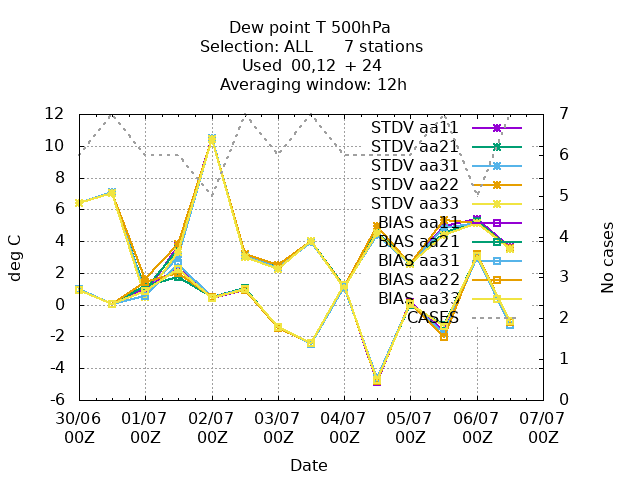 Dew point T 500hPa
Selection: ALL 7 stations
Used 00,12 + 24
Averaging window: 12h
12
10
8
6
4
2
0
-2
-4
-6
deg C
7
6
5
4
3
2
1
0
No cases
STDV aa11
STDV aa21
STDV aa31
STDV aa22
STDV aa33
BIAS aa11
BIAS aa21
BIAS aa31
BIAS aa22
BIAS aa33
CASES
30/06 01/07 02/07 03/07 04/07 05/07 06/07 07/07
00Z 00Z 00Z 00Z 00Z 00Z 00Z 00Z
Date